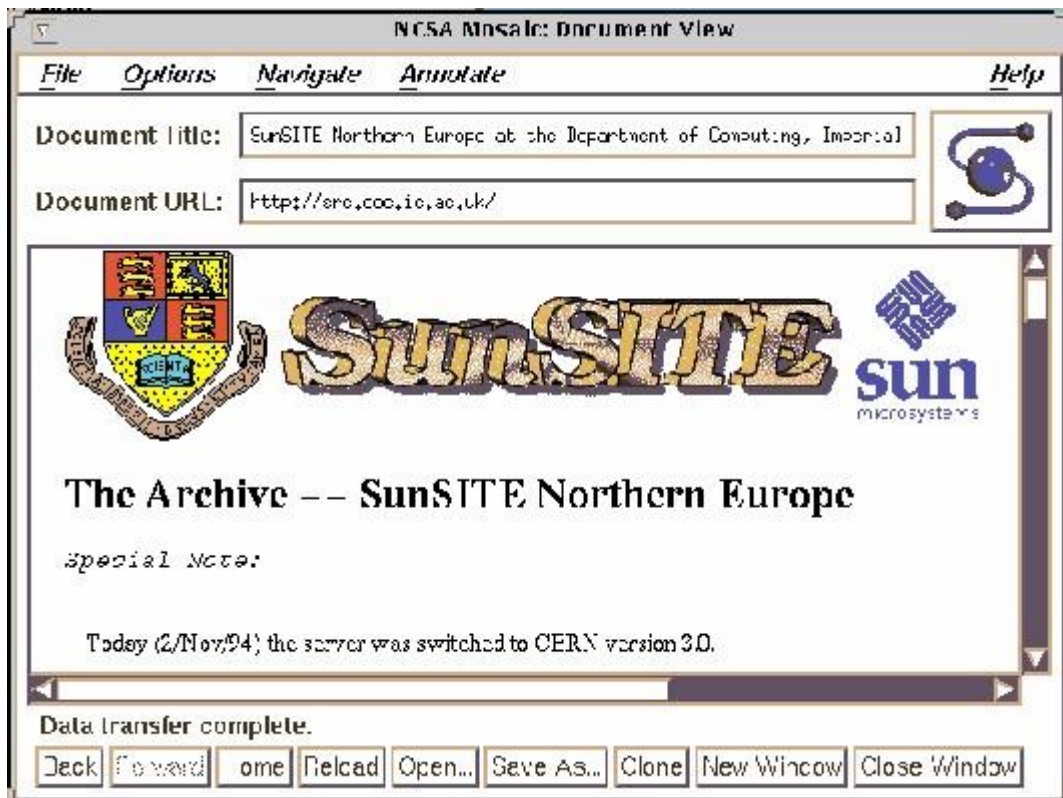 NCSA Mosaic: Document View
File Options Navigate Annotate Help
Document Title: SunSITE Northern Europe at the Department of Computing, Imperial
Document URL: http://src.doc.ic.ac.uk/
SCIENTIA
SunSITE
sun
microsystems
The Archive -- SunSITE Northern Europe
Special Note:
Today (2/Nov/94) the server was switched to CERN version 3.0.
Data transfer complete.
Back Forward Home Reload Open... Save As... Clone New Window Close Window